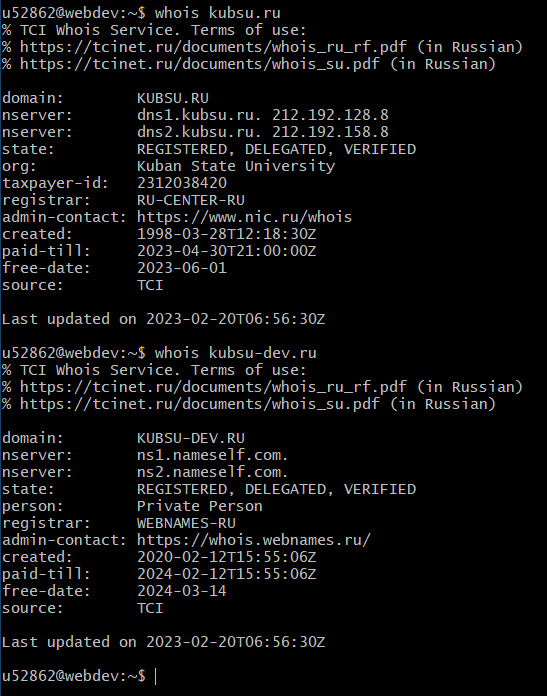 u52862@webdev:~$ whois kubsu.ru
% TCI Whois Service. Terms of use:
% https://tcinet.ru/documents/whois_ru_rf.pdf (in Russian)
% https://tcinet.ru/documents/whois_su.pdf (in Russian)

domain:        KUBSU.RU
nserver:       dns1.kubsu.ru. 212.192.128.8
nserver:       dns2.kubsu.ru. 212.192.158.8
state:         REGISTERED, DELEGATED, VERIFIED
org:           Kuban State University
taxpayer-id:   2312038420
registrar:     RU-CENTER-RU
admin-contact: https://www.nic.ru/whois
created:       1998-03-28T12:18:30Z
paid-till:     2023-04-30T21:00:00Z
free-date:     2023-06-01
source:        TCI

Last updated on 2023-02-20T06:56:30Z

u52862@webdev:~$ whois kubsu-dev.ru
% TCI Whois Service. Terms of use:
% https://tcinet.ru/documents/whois_ru_rf.pdf (in Russian)
% https://tcinet.ru/documents/whois_su.pdf (in Russian)

domain:        KUBSU-DEV.RU
nserver:       ns1.nameself.com.
nserver:       ns2.nameself.com.
state:         REGISTERED, DELEGATED, VERIFIED
person:        Private Person
registrar:     WEBNAMES-RU
admin-contact: https://whois.webnames.ru/
created:       2020-02-12T15:55:06Z
paid-till:     2024-02-12T15:55:06Z
free-date:     2024-03-14
source:        TCI

Last updated on 2023-02-20T06:56:30Z

u52862@webdev:~$